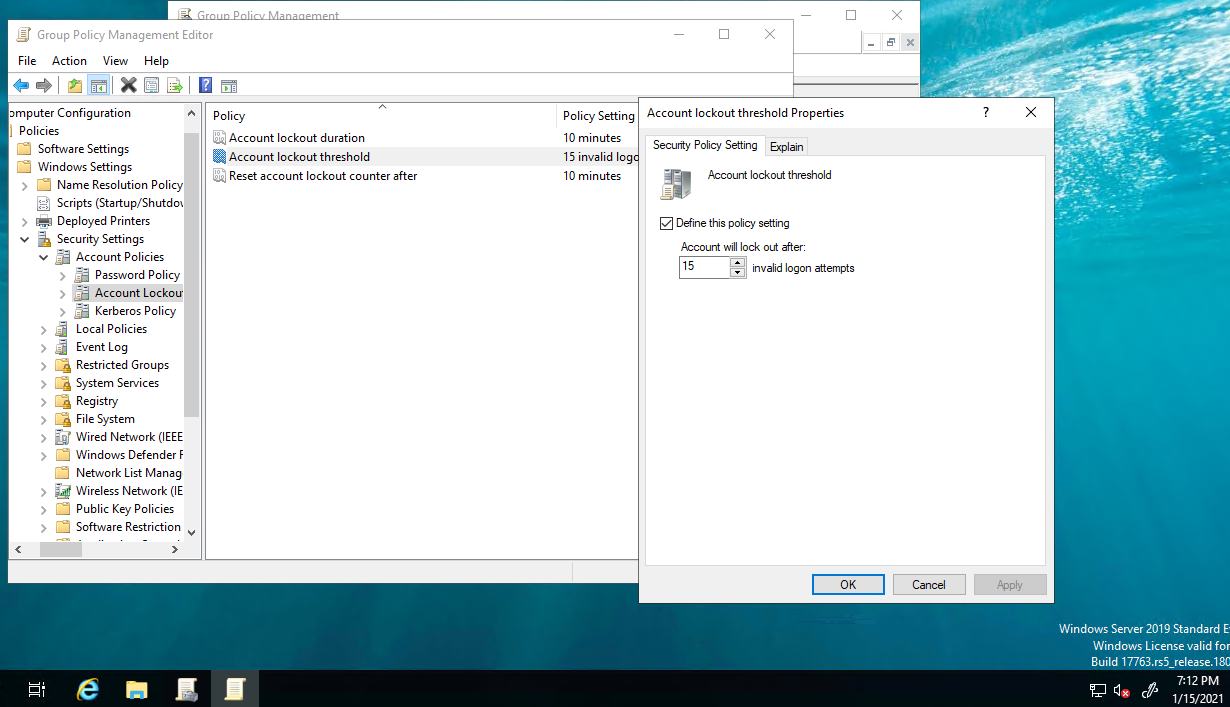 Group Policy Management
Group Policy Management Editor
File Action View Help
omputer Configuration
Policies
Software Settings
Windows Settings
Name Resolution Policy
Scripts (Startup/Shutdov
Deployed Printers
Security Settings
Account Policies
Password Policy
Account Lockou
Kerberos Policy
Local Policies
Event Log
Restricted Groups
System Services
Registry
File System
Wired Network (IEEE
Windows Defender F
Network List Manag
Wireless Network (IE
Public Key Policies
Software Restriction
Policy Policy Setting
Account lockout duration 10 minutes
Account lockout threshold 15 invalid logo
Reset account lockout counter after 10 minutes
Account lockout threshold Properties
Security Policy Setting Explain
Account lockout threshold
Define this policy setting
Account will lock out after:
15 invalid logon attempts
OK Cancel Apply
Windows Server 2019 Standard E
Windows License valid for
Build 17763.rs5_release.180
7:12 PM
1/15/2021